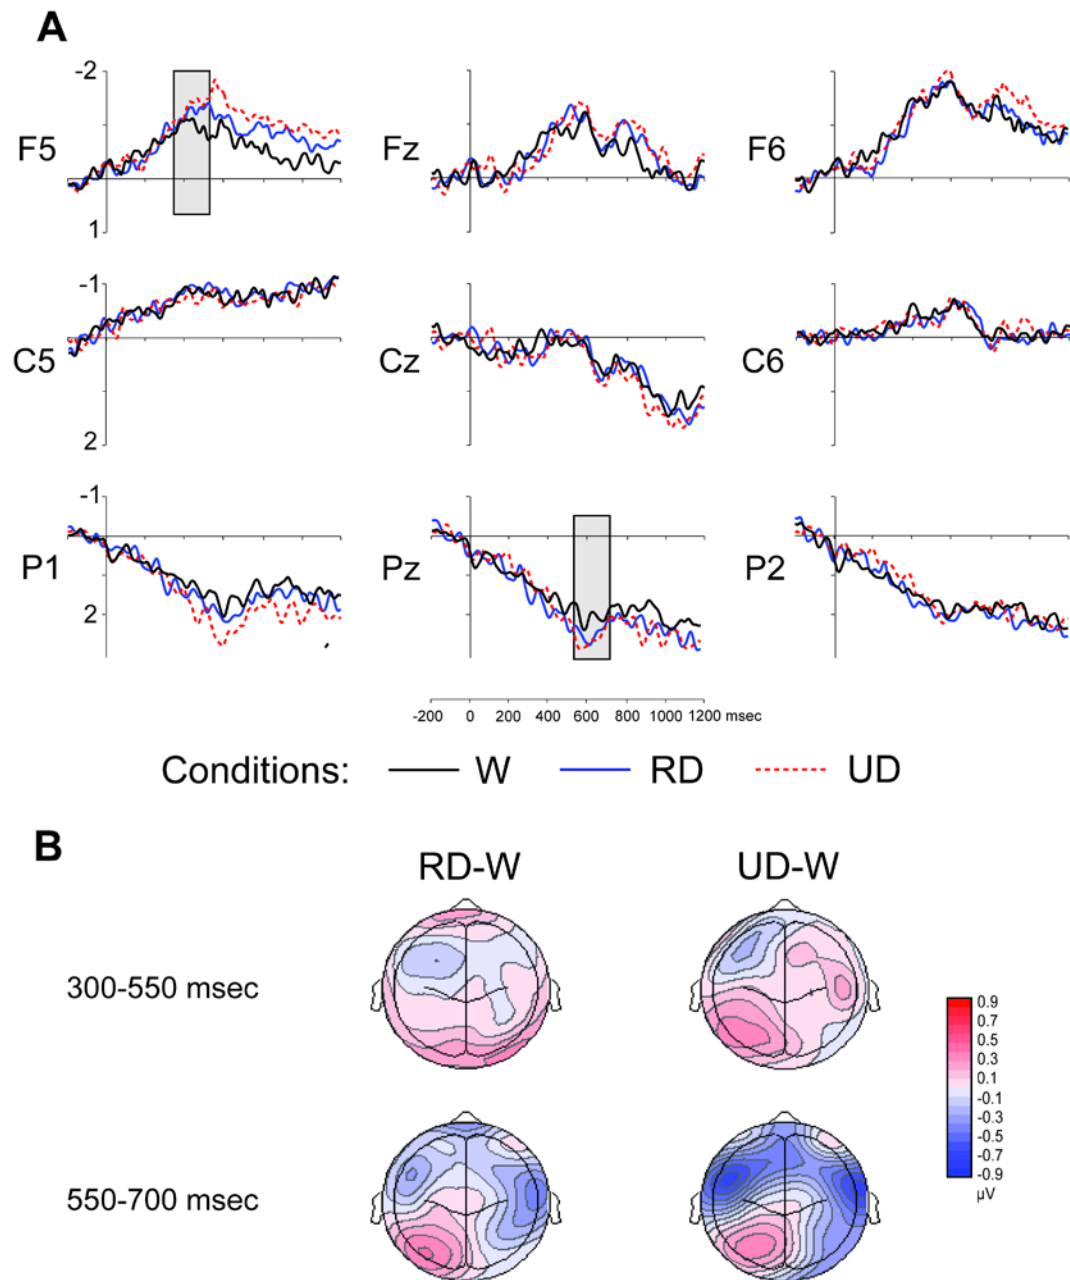 A
-2
F5
Fz
F6
1
-1
C5
Cz
C6
2
-1
P1
Pz
P2
2
-200 0 200 400 600 800 1000 1200 msec
Conditions: W RD UD
B
RD-W UD-W
300-550 msec
0.9
0.7
0.5
0.3
0.1
-0.1
-0.3
-0.5
-0.7
-0.9
µV
550-700 msec